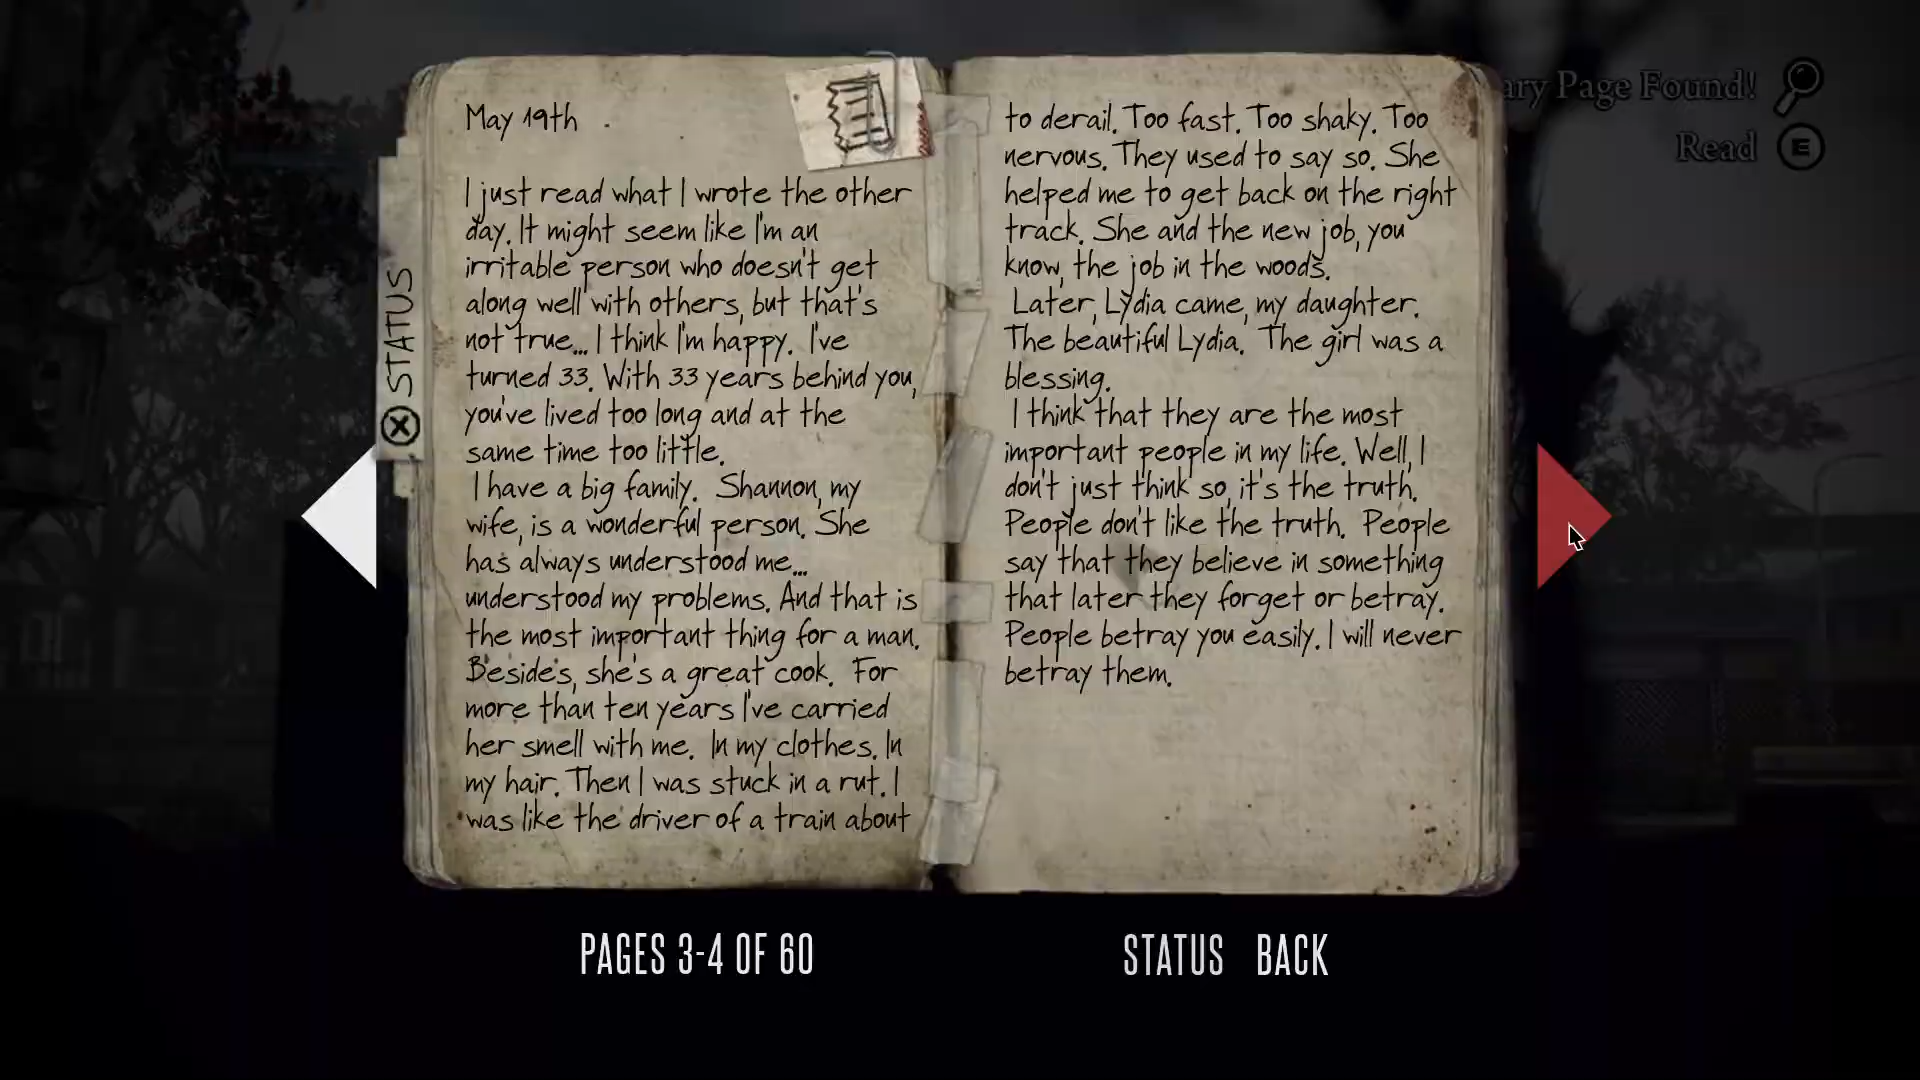 May 19th
I just read what I wrote the other
day. It might seem like I'm an
irritable person who doesn't get
along well with others, but that's
not true... I think I'm happy. I've
turned 33. With 33 years behind you,
you've lived too long and at the
same time too little.
I have a big family. Shannon, my
wife, is a wonderful person. She
has always understood me...
understood my problems. And that is
the most important thing for a man.
Besides, she's a great cook. For
more than ten years I've carried
her smell with me. In my clothes. In
my hair. Then I was stuck in a rut. I
was like the driver of a train about
to derail. Too fast. Too shaky. Too
nervous. They used to say so. She
helped me to get back on the right
track. She and the new job, you
know, the job in the woods.
Later, Lydia came, my daughter.
The beautiful Lydia. The girl was a
blessing.
I think that they are the most
important people in my life. Well, I
don't just think so, it's the truth.
People don't like the truth. People
say that they believe in something
that later they forget or betray.
People betray you easily. I will never
betray them.
STATUS
ary Page Found!
Read E
PAGES 3-4 OF 60
STATUS BACK